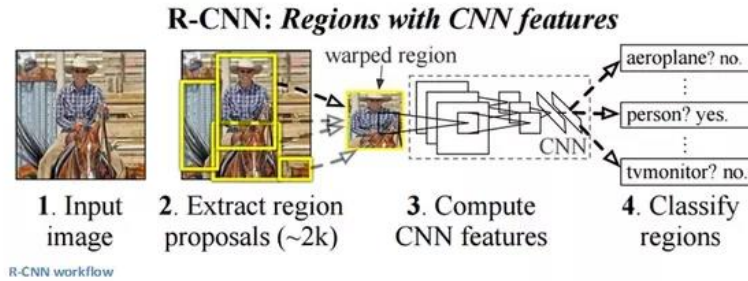 R-CNN: Regions with CNN features
warped region
aeroplane? no.
person? yes.
tvmonitor? no.
CNN
1. Input image
2. Extract region proposals (~2k)
3. Compute CNN features
4. Classify regions
R-CNN workflow